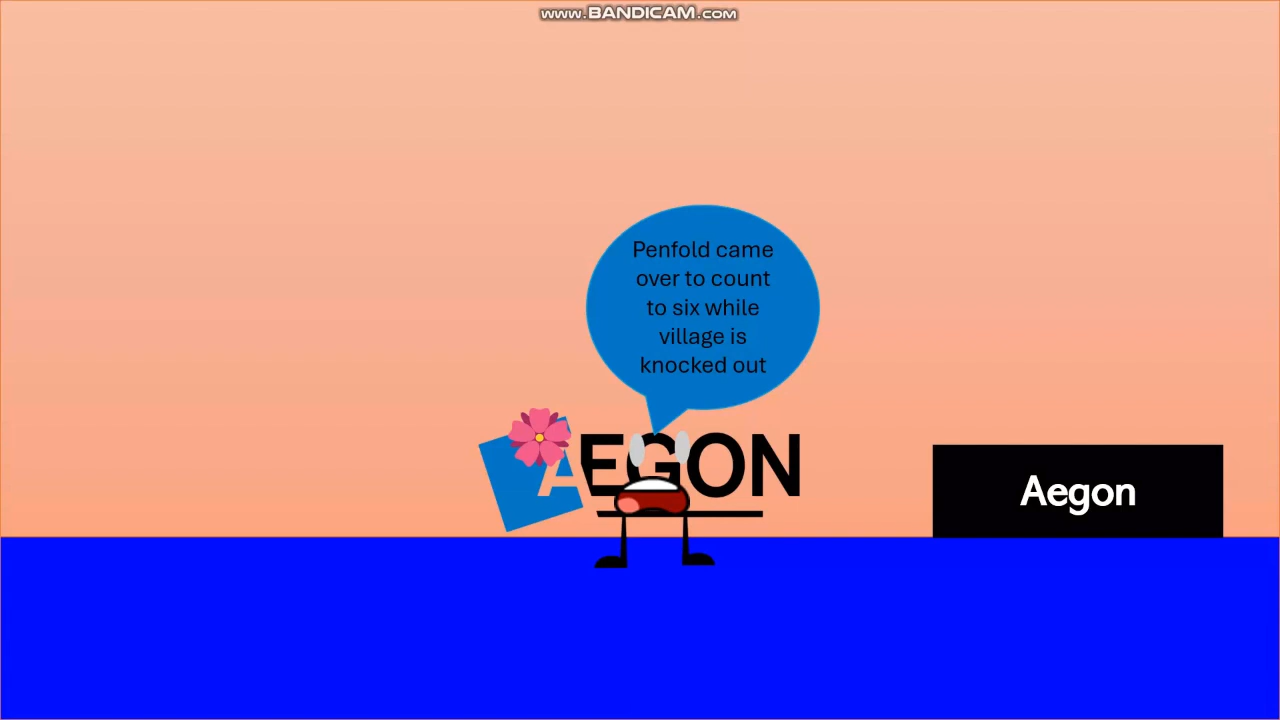 www.BANDICAM.com
Penfold came
over to count
to six while
village is
knocked out
AEGON
Aegon